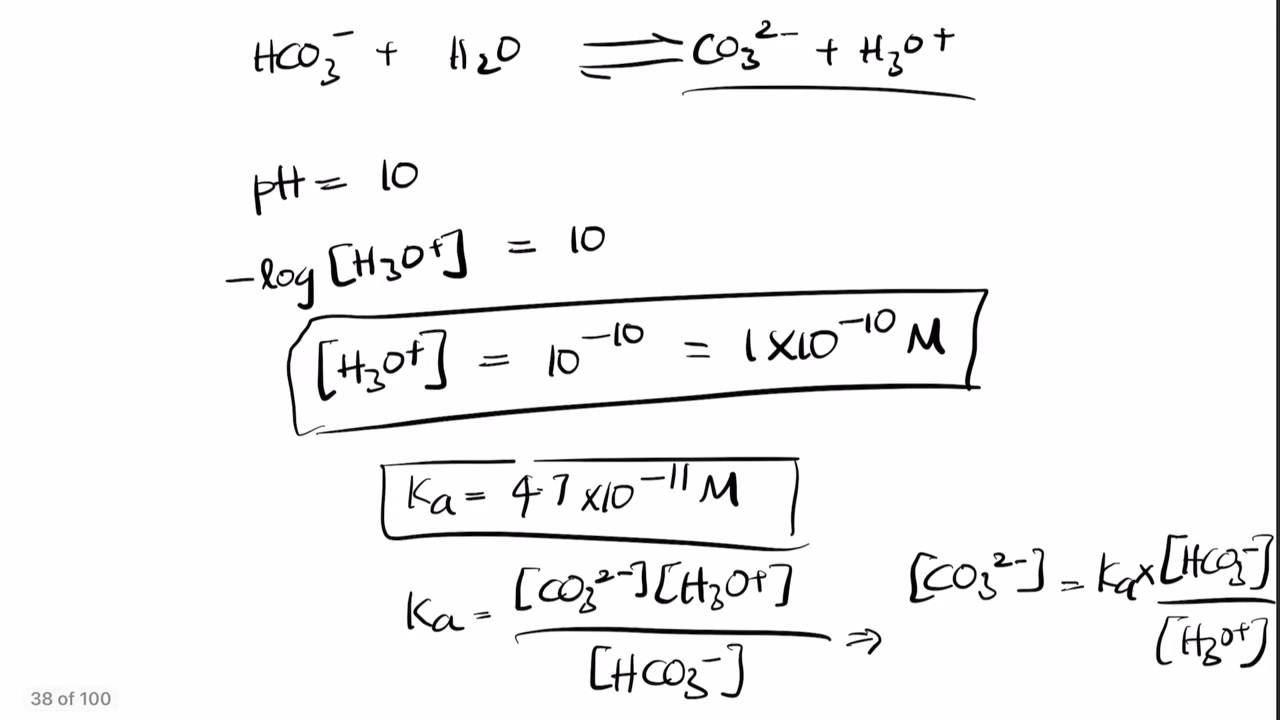 HCO₃⁻ + H₂O ⇌ CO₃²⁻ + H₃O⁺
pH = 10
-log [H₃O⁺] = 10
[H₃O⁺] = 10⁻¹⁰ = 1×10⁻¹⁰ M
Ka = 4.7×10⁻¹¹ M
Ka = [CO₃²⁻][H₃O⁺] / [HCO₃⁻] ⇒ [CO₃²⁻] = Ka × [HCO₃⁻] / [H₃O⁺]
38 of 100